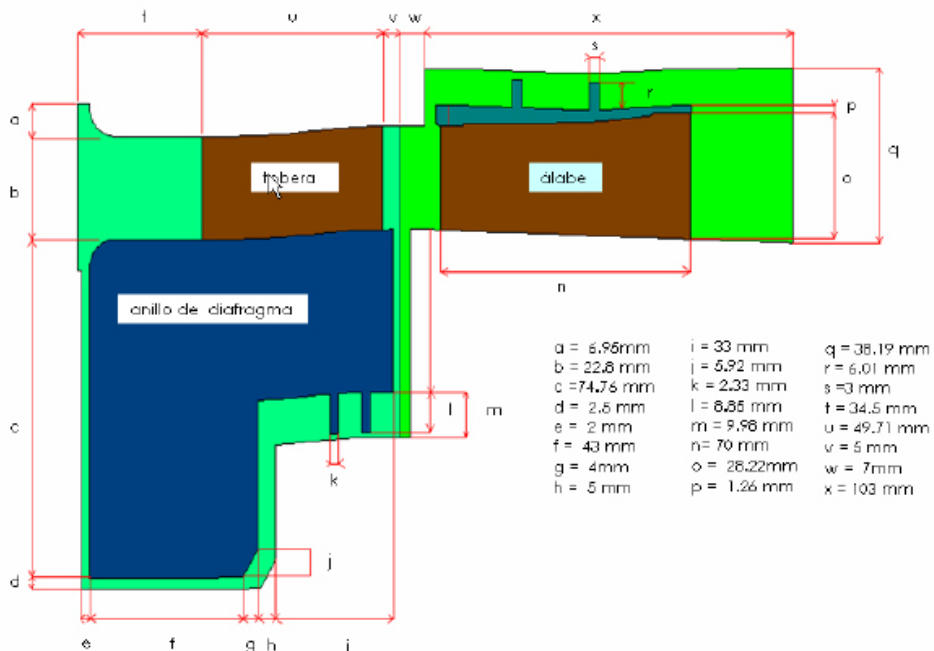 t u v w x
s
r
p
a
q
b
tobera
álabe
o
n
anillo de diafragma
c
l m
k
j
d
e f g h i
a = 6.95mm
b = 22.8 mm
c =74.76 mm
d = 2.5 mm
e = 2 mm
f = 43 mm
g = 4mm
h = 5 mm
i = 33 mm
j = 5.92 mm
k = 2.33 mm
l = 8.85 mm
m = 9.98 mm
n= 70 mm
o = 28.22mm
p = 1.26 mm
q = 38.19 mm
r = 6.01 mm
s =3 mm
t = 34.5 mm
u = 49.71 mm
v = 5 mm
w = 7mm
x = 103 mm